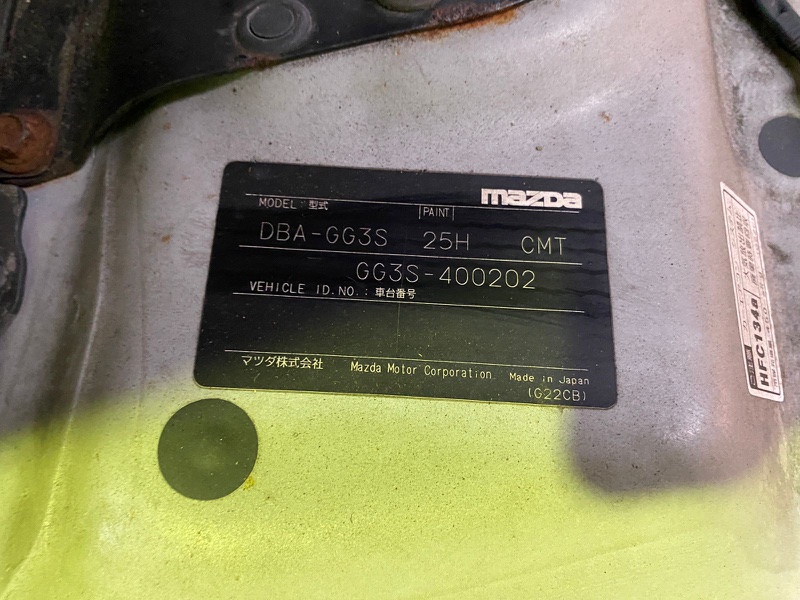 mazda
MODEL : 型式
PAINT
DBA-GG3S 25H CMT
GG3S-400202
VEHICLE ID.NO. : 車台番号
マツダ株式会社 Mazda Motor Corporation Made in Japan
(G22CB)
HFC134a